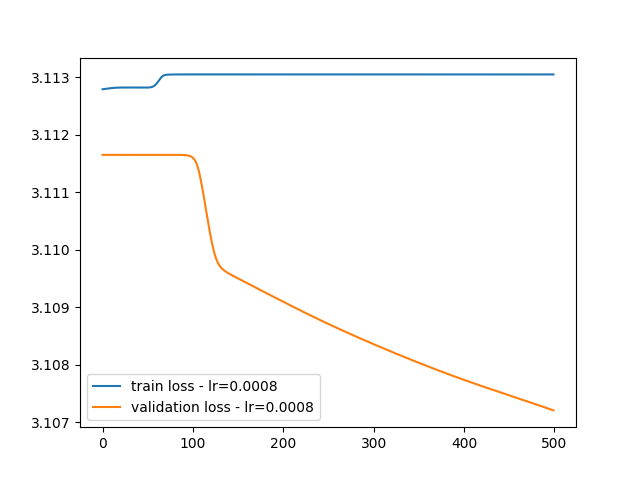 3.113
3.112
3.111
3.110
3.109
3.108
3.107
train loss - lr=0.0008
validation loss - lr=0.0008
0 100 200 300 400 500